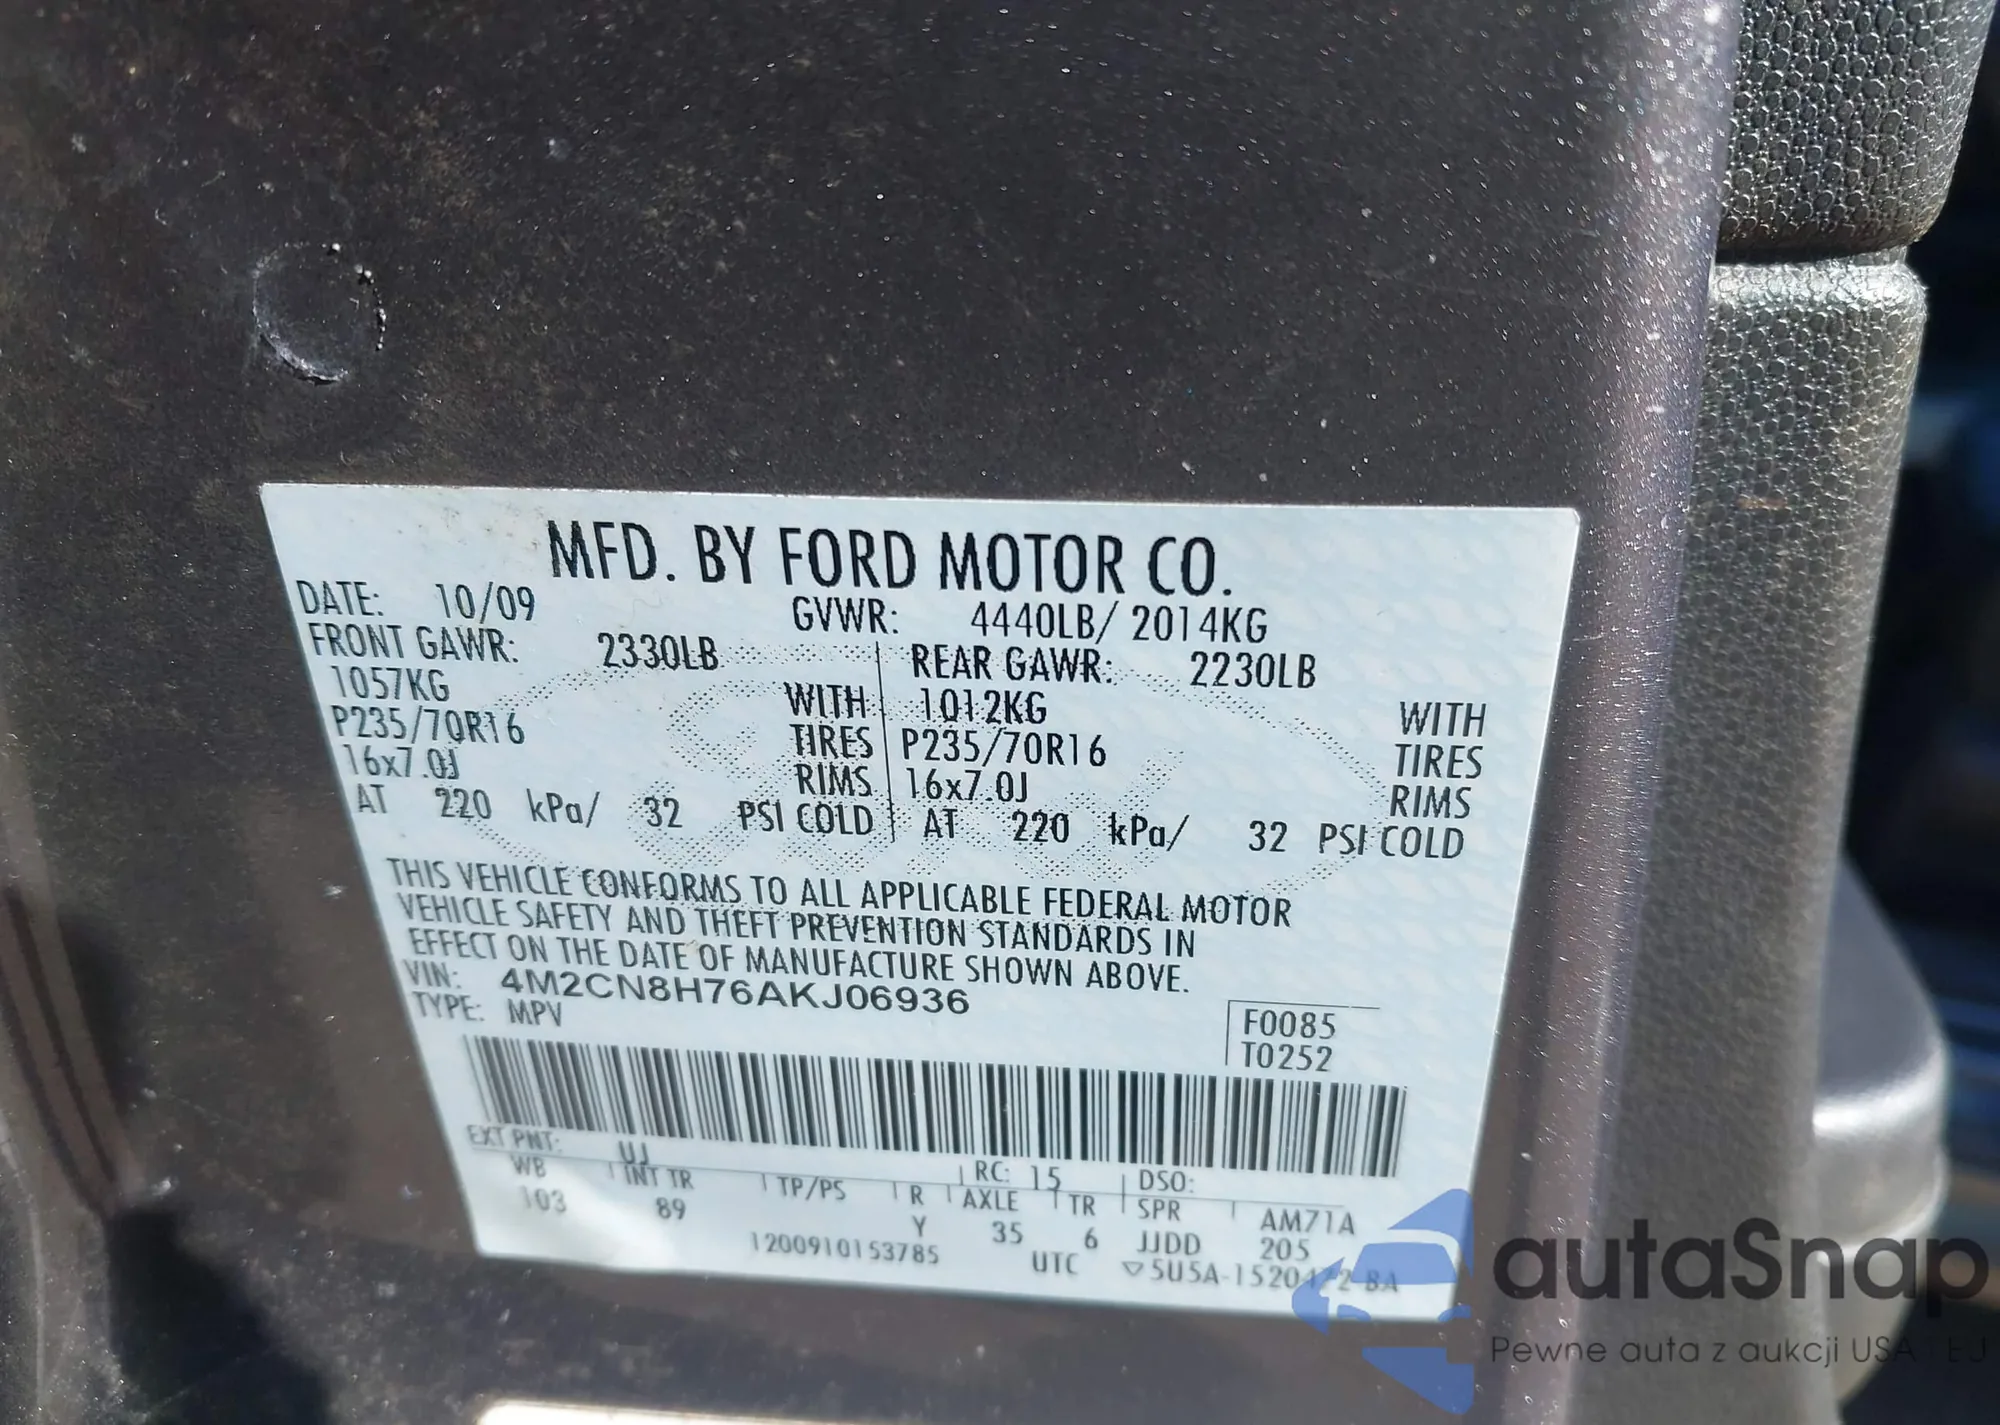 MFD. BY FORD MOTOR CO.
DATE: 10/09 GVWR: 4440LB/ 2014KG
FRONT GAWR: 2330LB REAR GAWR: 2230LB
1057KG WITH 1012KG WITH
P235/70R16 TIRES P235/70R16 TIRES
16x7.0J RIMS 16x7.0J RIMS
AT 220 kPa/ 32 PSI COLD AT 220 kPa/ 32 PSI COLD
THIS VEHICLE CONFORMS TO ALL APPLICABLE FEDERAL MOTOR
VEHICLE SAFETY AND THEFT PREVENTION STANDARDS IN
EFFECT ON THE DATE OF MANUFACTURE SHOWN ABOVE.
VIN: 4M2CN8H76AKJ06936
TYPE: MPV
F0085
T0252
EXT PNT: UJ RC: 15 DSO:
WB INT TR TP/PS R AXLE TR SPR AM71A
103 89 Y 35 6 JJDD 205
1200910153785 UTC ▽5U5A-1520472-BA
autaSnap
Pewne auta z aukcji USA i EU